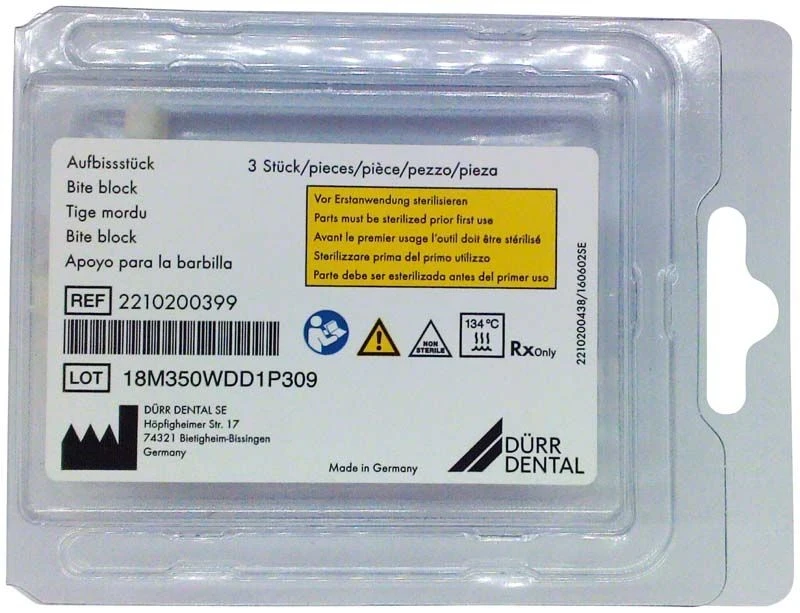 Aufbissstück
3 Stück/pieces/pièce/pezzo/pieza
Bite block
Tige mordu
Bite block
Apoyo para la barbilla
Vor Erstanwendung sterilisieren
Parts must be sterilized prior first use
Avant le premier usage l'outil doit être stérilisé
Sterilizzare prima del primo utilizzo
Parte debe ser esterilizada antes del primer uso
REF 2210200399
NON
STERILE
134 °C
Rx Only
2210200438/160602SE
LOT 18M350WDD1P309
DÜRR DENTAL SE
Höpfigheimer Str. 17
74321 Bietigheim-Bissingen
Germany
Made in Germany
DÜRR
DENTAL